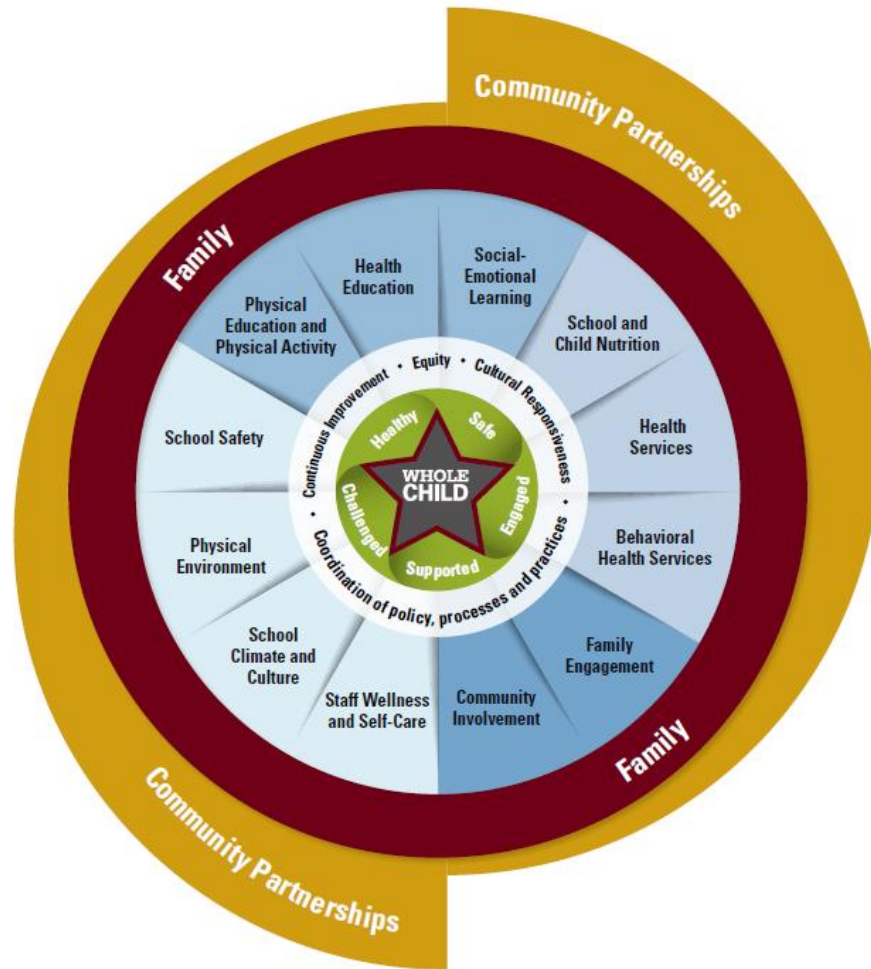 Community Partnerships
Family
Health
Education
Social-
Emotional
Learning
Physical
Education and
Physical Activity
School and
Child Nutrition
School Safety
Health
Services
Physical
Environment
Behavioral
Health Services
School
Climate and
Culture
Family
Engagement
Staff Wellness
and Self-Care
Community
Involvement
• Continuous Improvement • Equity • Cultural Responsiveness •
Coordination of policy, processes and practices
Healthy
Safe
Engaged
Supported
Challenged
WHOLE
CHILD
Family
Community Partnerships